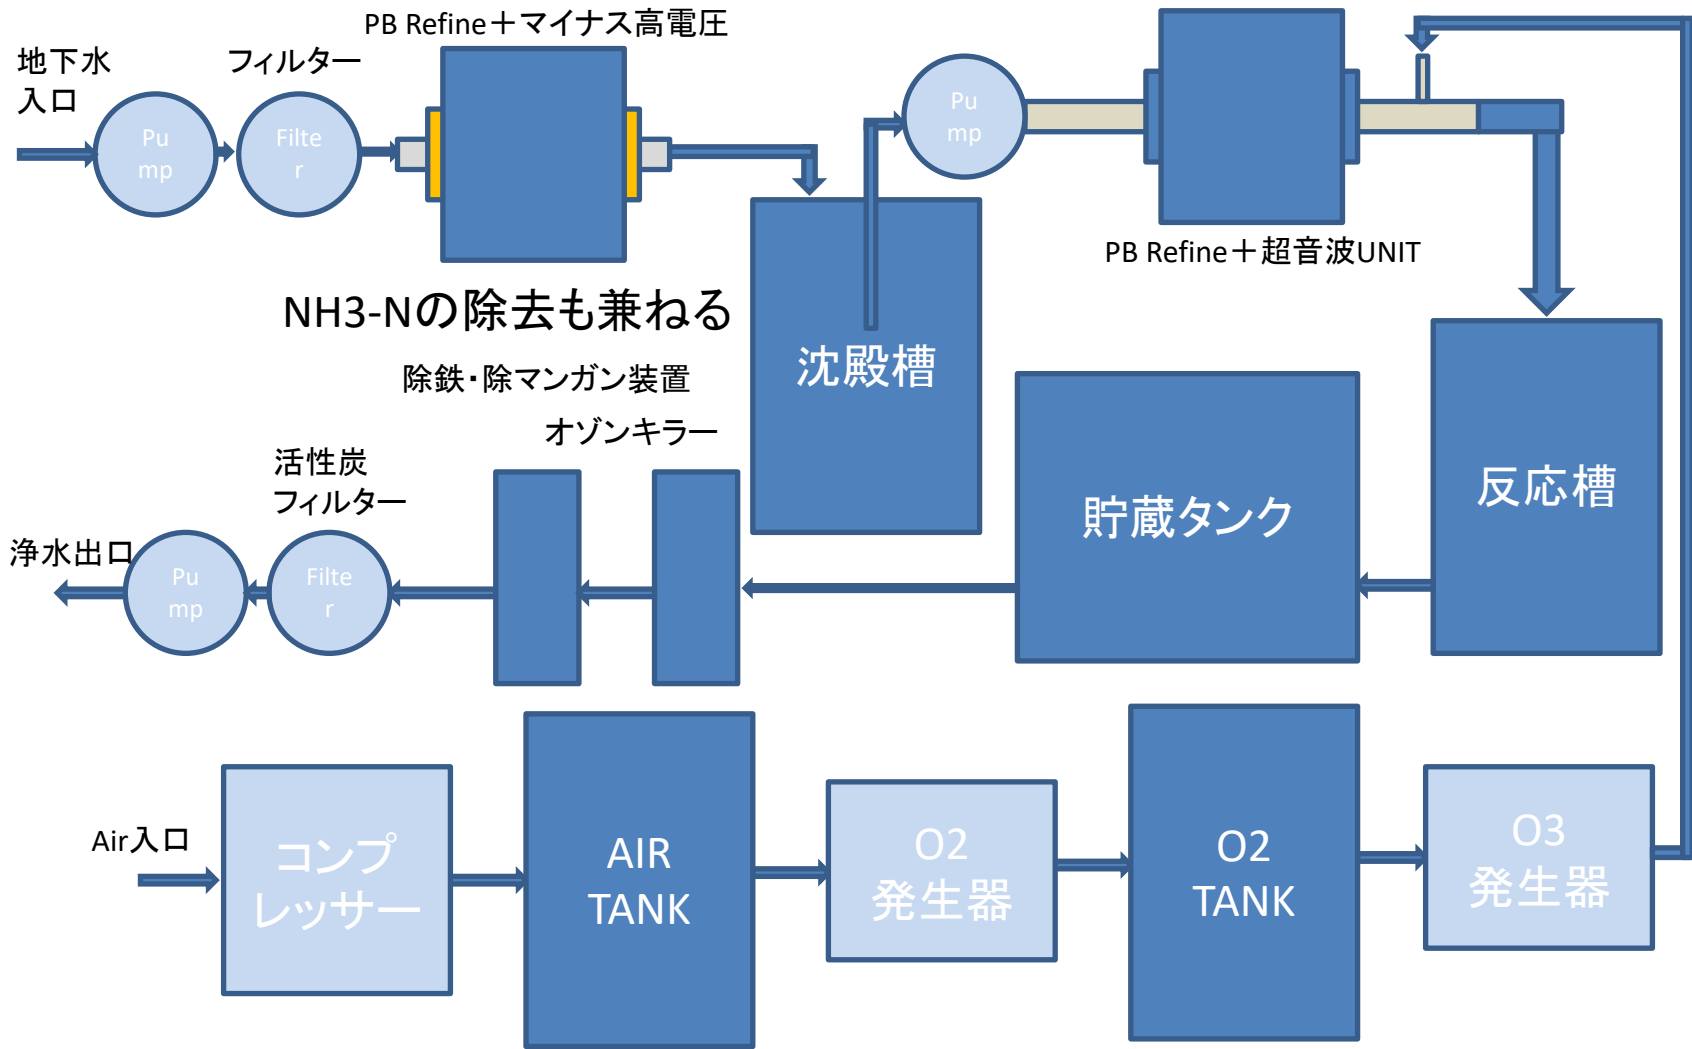 PB Refine＋マイナス高電圧
地下水
入口
フィルター
Pu
mp
Filte
r
Pu
mp
PB Refine＋超音波UNIT
NH3-Nの除去も兼ねる
沈殿槽
除鉄・除マンガン装置
オゾンキラー
活性炭
フィルター
貯蔵タンク
反応槽
浄水出口
Pu
mp
Filte
r
Air入口
コンプ
レッサー
AIR
TANK
O2
発生器
O2
TANK
O3
発生器